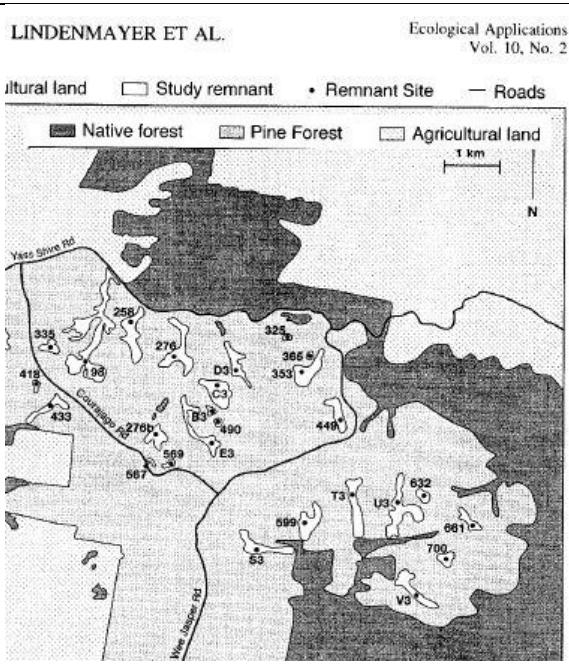 LINDENMAYER ET AL.
Ecological Applications
Vol. 10, No. 2
ultural land Study remnant Remnant Site Roads
Native forest Pine Forest Agricultural land
1 km
N
Yass Shire Rd
258
325
335
276
365
198
D3
353
418
C3
433
Couragago Rd
B3
276b
490
449
E3
569
567
T3
U3
632
599
661
S3
700
V3
Wee Jasper Rd